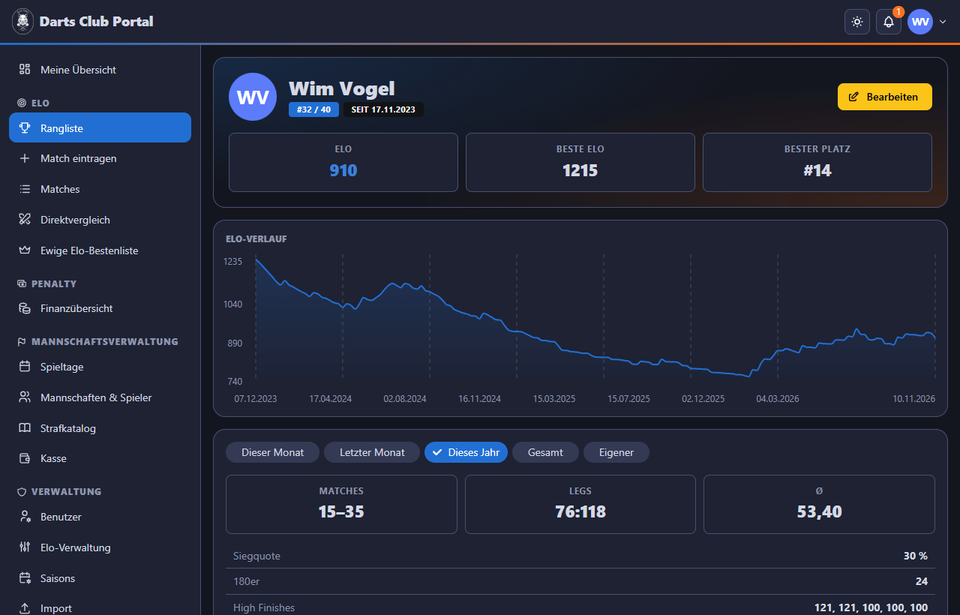 Darts Club Portal
1
WV
Meine Übersicht
ELO
Rangliste
Match eintragen
Matches
Direktvergleich
Ewige Elo-Bestenliste
PENALTY
Finanzübersicht
MANNSCHAFTSVERWALTUNG
Spieltage
Mannschaften & Spieler
Strafkatalog
Kasse
VERWALTUNG
Benutzer
Elo-Verwaltung
Saisons
Import
WV
Wim Vogel
#32 / 40 SEIT 17.11.2023
Bearbeiten
ELO BESTE ELO BESTER PLATZ
910 1215 #14
ELO-VERLAUF
1235
1040
890
740
07.12.2023 17.04.2024 02.08.2024 16.11.2024 15.03.2025 15.07.2025 02.12.2025 04.03.2026 10.11.2026
Dieser Monat Letzter Monat Dieses Jahr Gesamt Eigener
MATCHES LEGS Ø
15–35 76:118 53,40
Siegquote 30 %
180er 24
High Finishes 121, 121, 100, 100, 100